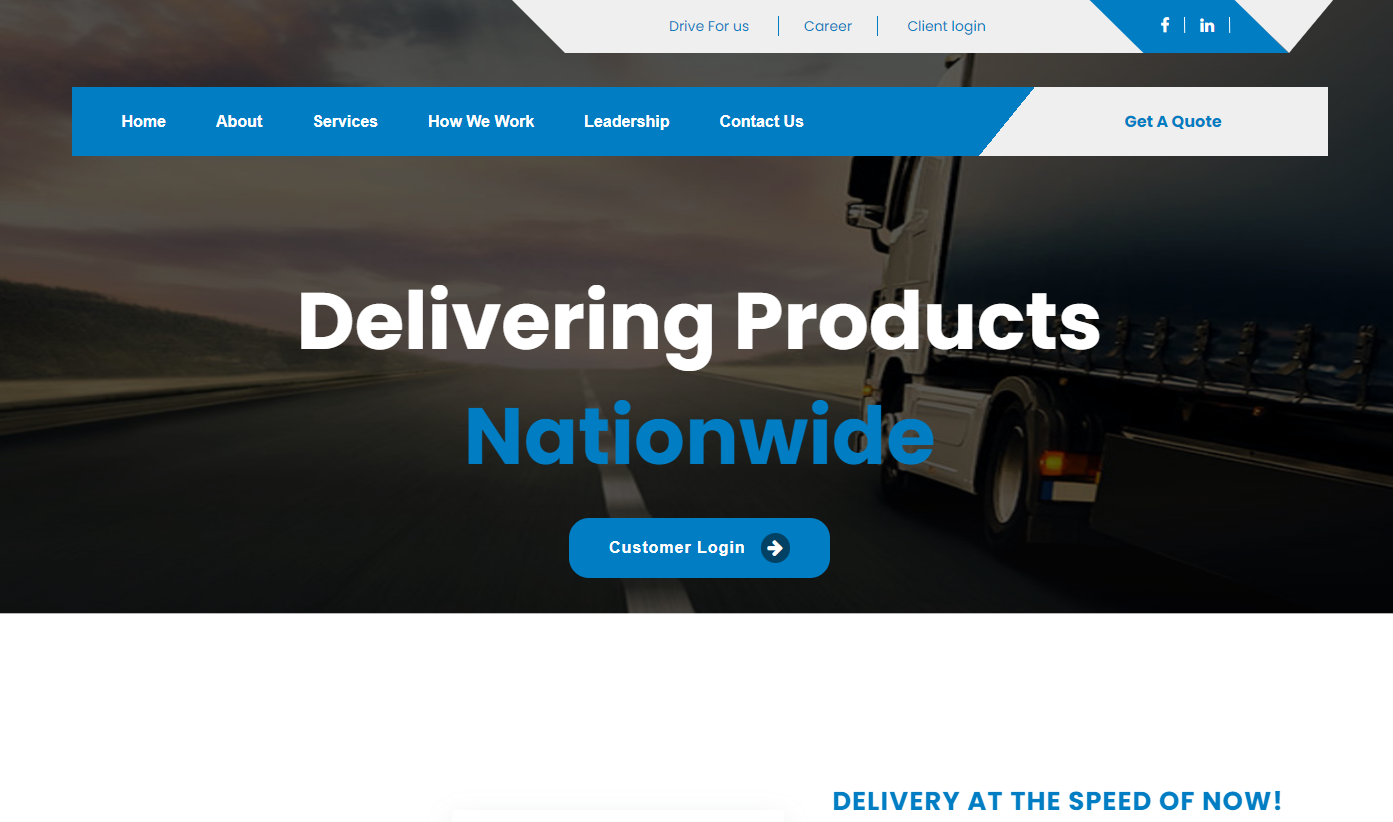 Drive For us
Career
Client login
Home
About
Services
How We Work
Leadership
Contact Us
Get A Quote
Delivering Products
Nationwide
Customer Login
DELIVERY AT THE SPEED OF NOW!